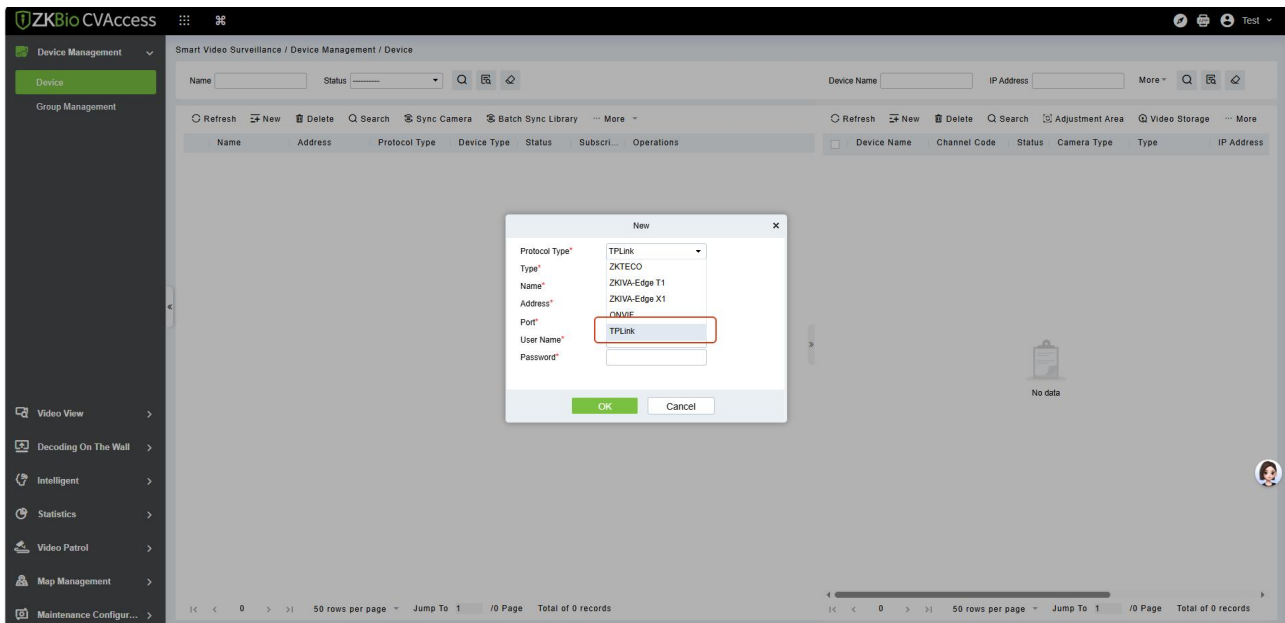 ZKBio CVAccess
Test
Device Management
Device
Group Management
Video View
Decoding On The Wall
Intelligent
Statistics
Video Patrol
Map Management
Maintenance Configur...
Smart Video Surveillance / Device Management / Device
Name Status ----------
Refresh New Delete Search Sync Camera Batch Sync Library ··· More
Name Address Protocol Type Device Type Status Subscri... Operations
Device Name IP Address More
Refresh New Delete Search Adjustment Area Video Storage ··· More
Device Name Channel Code Status Camera Type Type IP Address
New
Protocol Type* TPLink
Type* ZKTECO
Name* ZKIVA-Edge T1
Address* ZKIVA-Edge X1
Port* ONVIF
User Name* TPLink
Password*
OK Cancel
No data
0 50 rows per page Jump To 1 /0 Page Total of 0 records
0 50 rows per page Jump To 1 /0 Page Total of 0 records